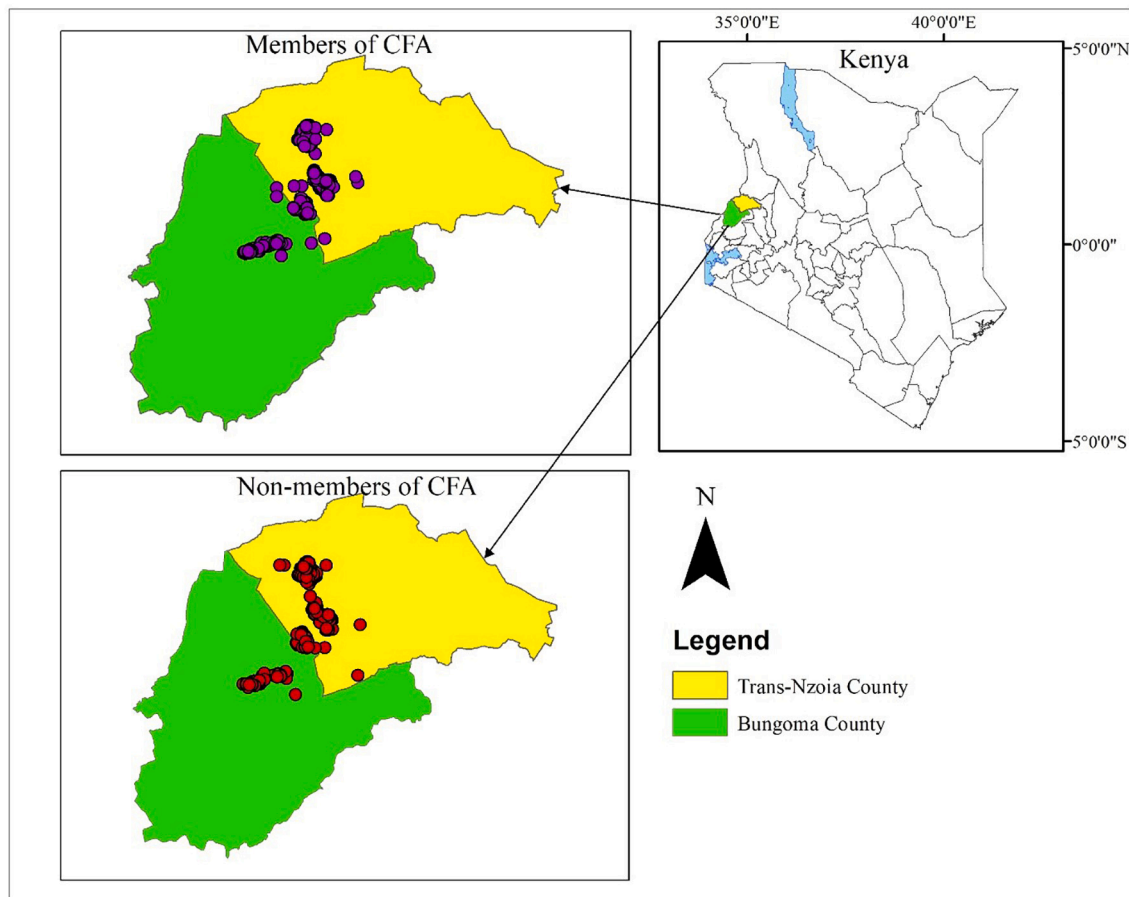 35°0'0"E
40°0'0"E
Members of CFA
Kenya
5°0'0"N
0°0'0"
5°0'0"S
Non-members of CFA
N
Legend
Trans-Nzoia County
Bungoma County